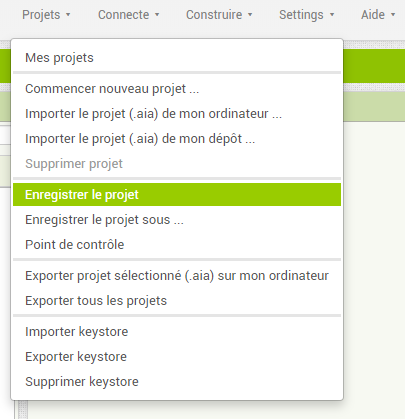 Projets Connecte Construire Settings Aide
Mes projets
Commencer nouveau projet ...
Importer le projet (.aia) de mon ordinateur ...
Importer le projet (.aia) de mon dépôt ...
Supprimer projet
Enregistrer le projet
Enregistrer le projet sous ...
Point de contrôle
Exporter projet sélectionné (.aia) sur mon ordinateur
Exporter tous les projets
Importer keystore
Exporter keystore
Supprimer keystore